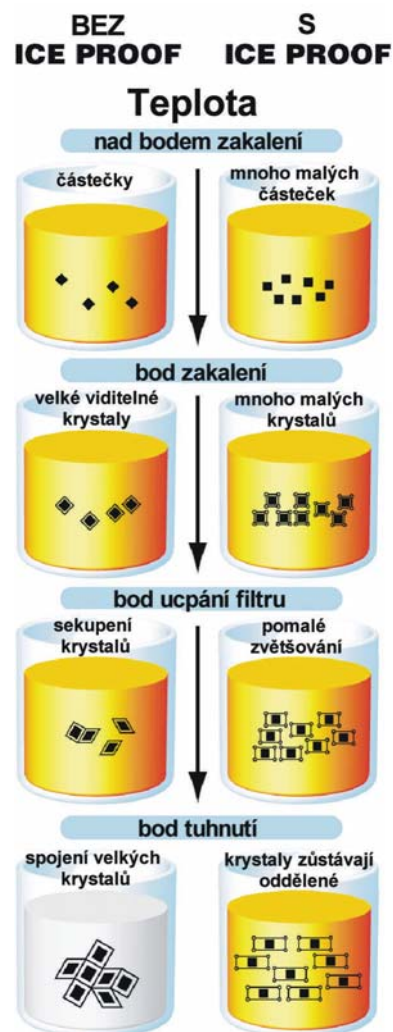 BEZ
ICE PROOF
S
ICE PROOF
Teplota
nad bodem zakalení
částečky
mnoho malých
částeček
bod zakalení
velké viditelné
krystaly
mnoho malých
krystalů
bod ucpání filtru
sekupení
krystalů
pomalé
zvětšování
bod tuhnutí
spojení velkých
krystalů
krystaly zůstávají
oddělené